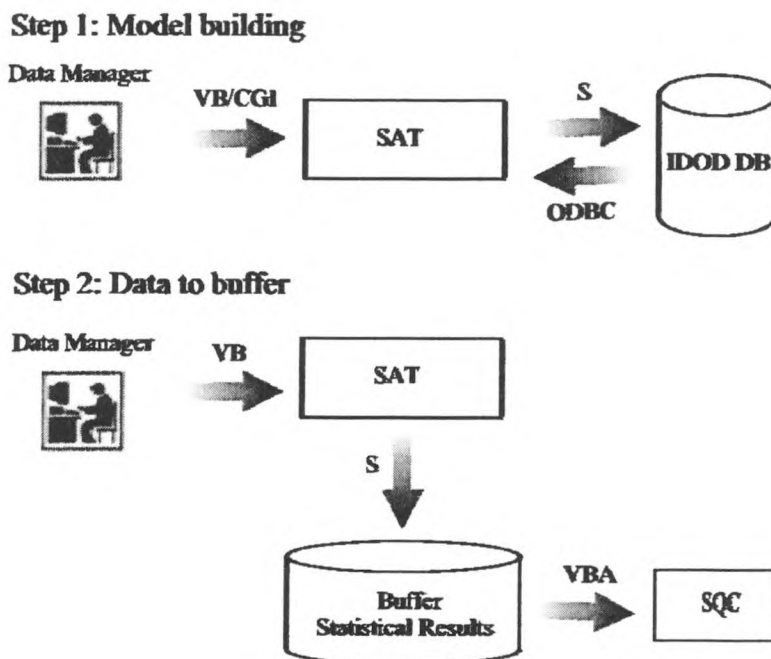 Step 1: Model building
Data Manager
VB/CGI
SAT
S
IDOD DB
ODBC
Step 2: Data to buffer
Data Manager
VB
SAT
S
Buffer
Statistical Results
VBA
SQC